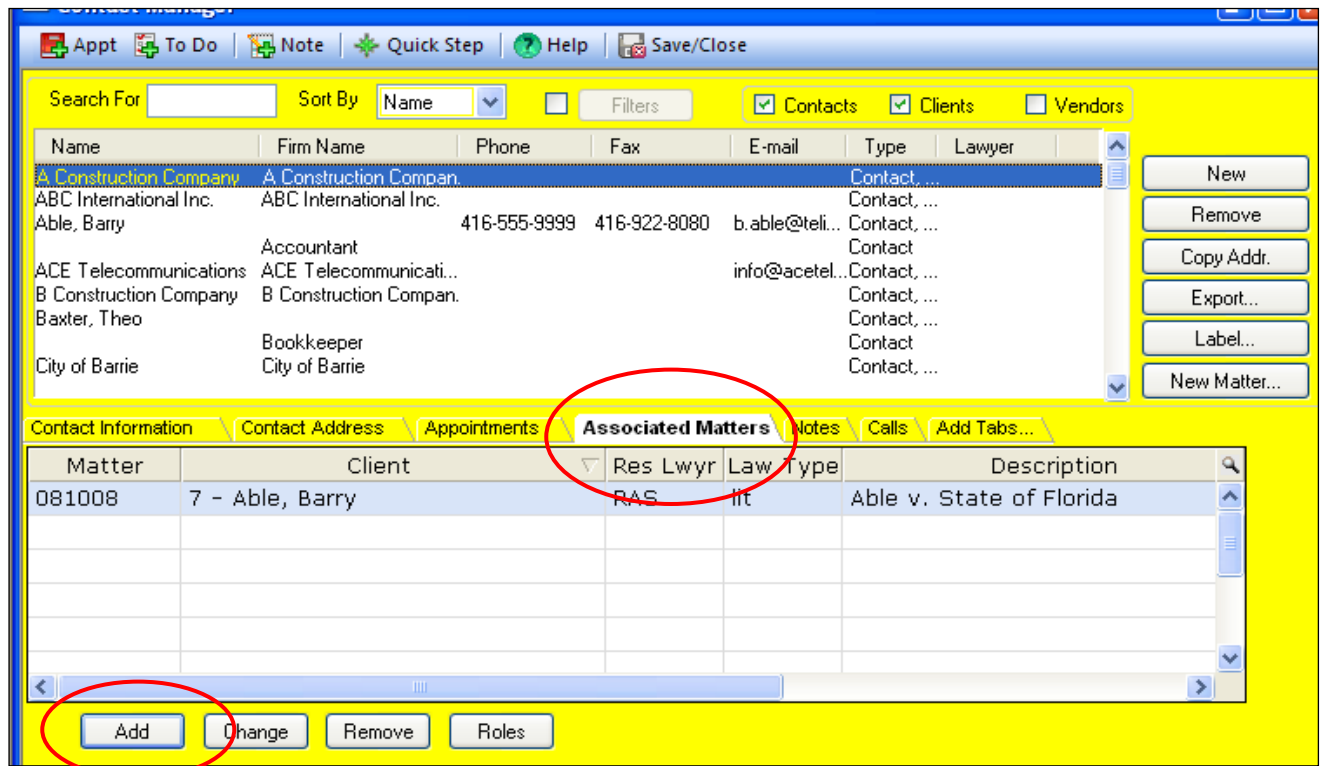 Contact Manager
Appt To Do Note Quick Step Help Save/Close
Search For Sort By Name Filters Contacts Clients Vendors
Name Firm Name Phone Fax E-mail Type Lawyer
A Construction Company A Construction Compan. Contact, ...
ABC International Inc. ABC International Inc. Contact, ...
Able, Barry 416-555-9999 416-922-8080 b.able@teli... Contact, ...
Accountant Contact
ACE Telecommunications ACE Telecommunicati... info@acetel... Contact, ...
B Construction Company B Construction Compan. Contact, ...
Baxter, Theo Contact, ...
Bookkeeper Contact
City of Barrie City of Barrie Contact, ...
New
Remove
Copy Addr.
Export...
Label...
New Matter...
Contact Information Contact Address Appointments Associated Matters Notes Calls Add Tabs...
Matter Client Res Lwyr Law Type Description
081008 7 - Able, Barry RAS lit Able v. State of Florida
Add Change Remove Roles